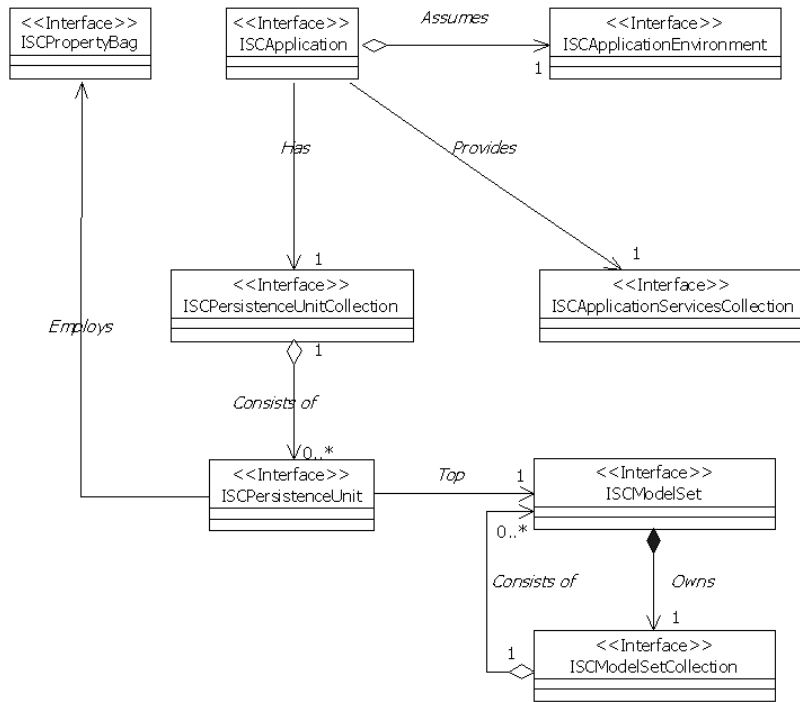 <<Interface>>
ISCPropertyBag
<<Interface>>
ISCApplication
Assumes
1
<<Interface>>
ISCApplicationEnvironment
Has
1
Provides
1
<<Interface>>
ISCPersistenceUnitCollection
1
<<Interface>>
ISCApplicationServicesCollection
Employs
Consists of
0..*
<<Interface>>
ISCPersistenceUnit
Top
1
<<Interface>>
ISCModelSet
0..*
Consists of
Owns
1
1
<<Interface>>
ISCModelSetCollection